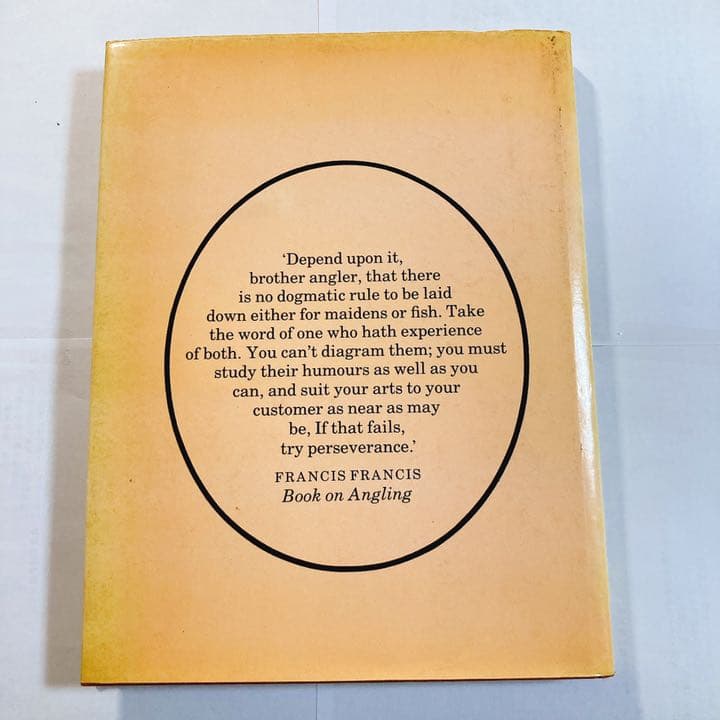 ‘Depend upon it,
brother angler, that there
is no dogmatic rule to be laid
down either for maidens or fish. Take
the word of one who hath experience
of both. You can’t diagram them; you must
study their humours as well as you
can, and suit your arts to your
customer as near as may
be, If that fails,
try perseverance.’
FRANCIS FRANCIS
Book on Angling